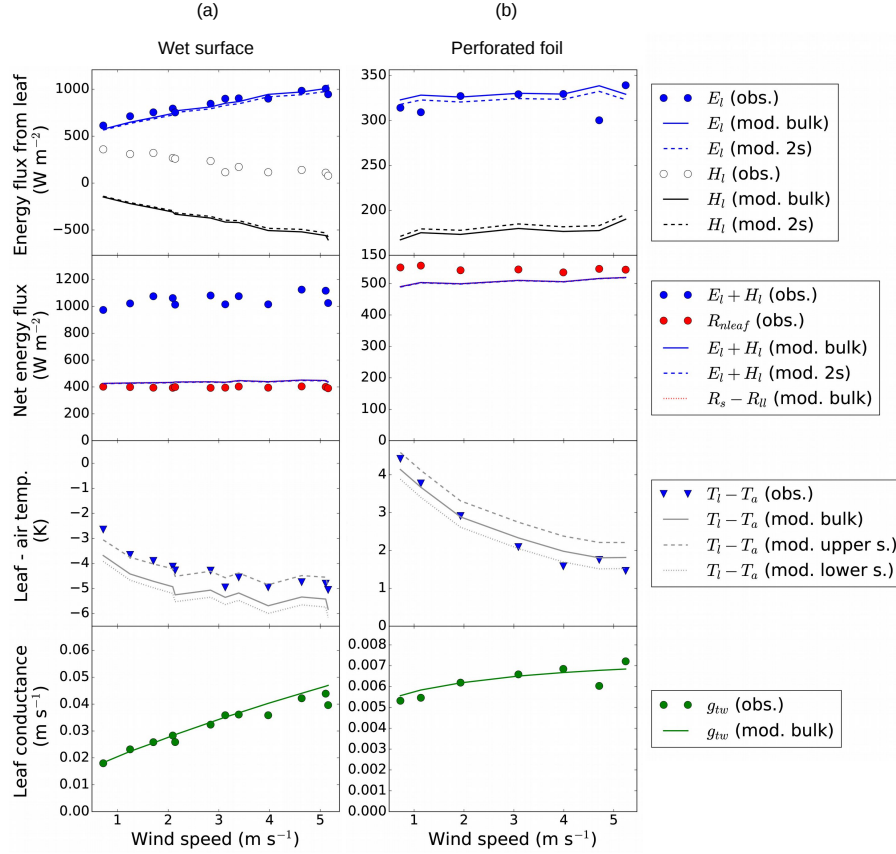 (a)
(b)
Wet surface
Perforated foil
Energy flux from leaf
(W m⁻²)
1000
500
0
−500
350
300
250
200
150
E_l (obs.)
E_l (mod. bulk)
E_l (mod. 2s)
H_l (obs.)
H_l (mod. bulk)
H_l (mod. 2s)
Net energy flux
(W m⁻²)
1200
1000
800
600
400
200
0
500
400
300
200
100
0
E_l + H_l (obs.)
R_nleaf (obs.)
E_l + H_l (mod. bulk)
E_l + H_l (mod. 2s)
R_s − R_ll (mod. bulk)
Leaf - air temp.
(K)
0
−1
−2
−3
−4
−5
−6
4
3
2
1
0
T_l − T_a (obs.)
T_l − T_a (mod. bulk)
T_l − T_a (mod. upper s.)
T_l − T_a (mod. lower s.)
Leaf conductance
(m s⁻¹)
0.06
0.05
0.04
0.03
0.02
0.01
0.00
0.008
0.007
0.006
0.005
0.004
0.003
0.002
0.001
0.000
g_tw (obs.)
g_tw (mod. bulk)
1 2 3 4 5
1 2 3 4 5
Wind speed (m s⁻¹)
Wind speed (m s⁻¹)